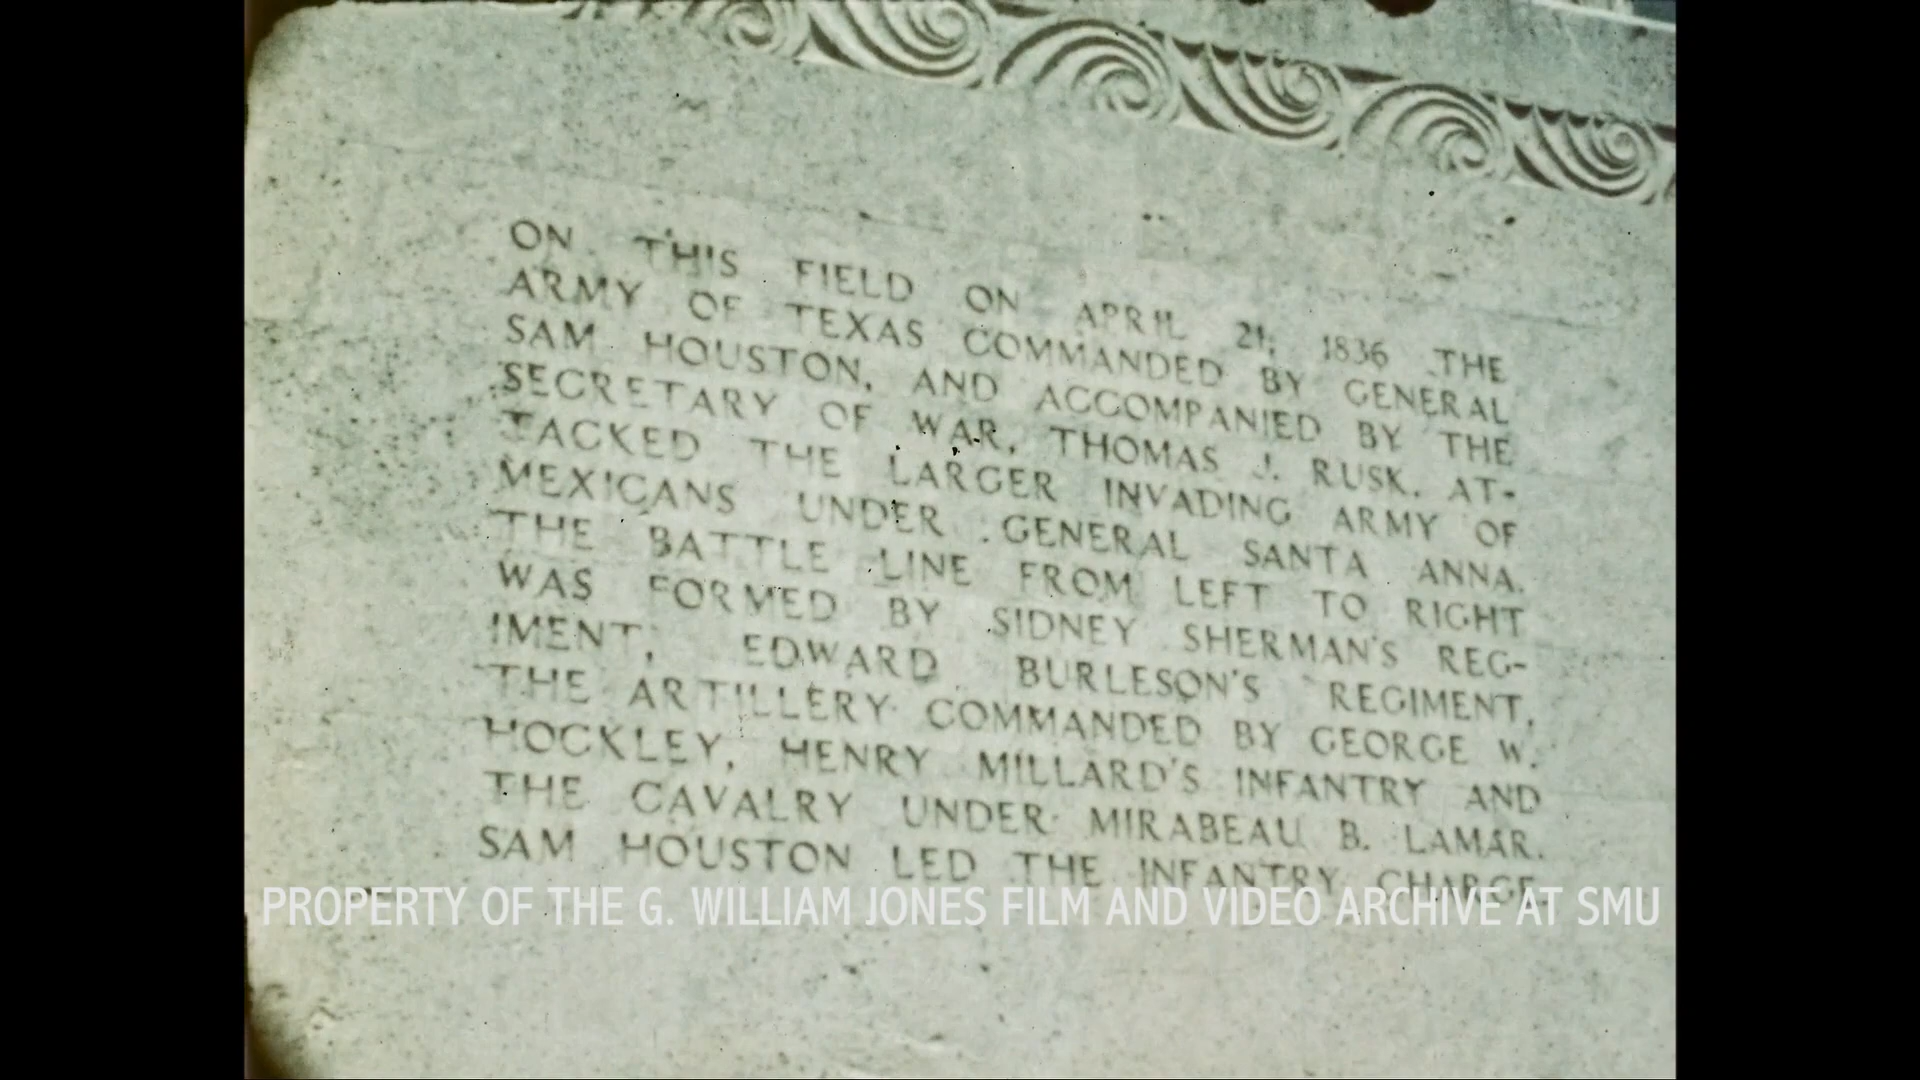 ON THIS FIELD ON APRIL 21, 1836 THE
ARMY OF TEXAS COMMANDED BY GENERAL
SAM HOUSTON, AND ACCOMPANIED BY THE
SECRETARY OF WAR, THOMAS J. RUSK, AT-
TACKED THE LARGER INVADING ARMY OF
MEXICANS UNDER GENERAL SANTA ANNA.
THE BATTLE LINE FROM LEFT TO RIGHT
WAS FORMED BY SIDNEY SHERMAN'S REG-
IMENT, EDWARD BURLESON'S REGIMENT,
THE ARTILLERY COMMANDED BY GEORGE W.
HOCKLEY, HENRY MILLARD'S INFANTRY AND
THE CAVALRY UNDER MIRABEAU B. LAMAR.
SAM HOUSTON LED THE INFANTRY CHARGE
PROPERTY OF THE G. WILLIAM JONES FILM AND VIDEO ARCHIVE AT SMU